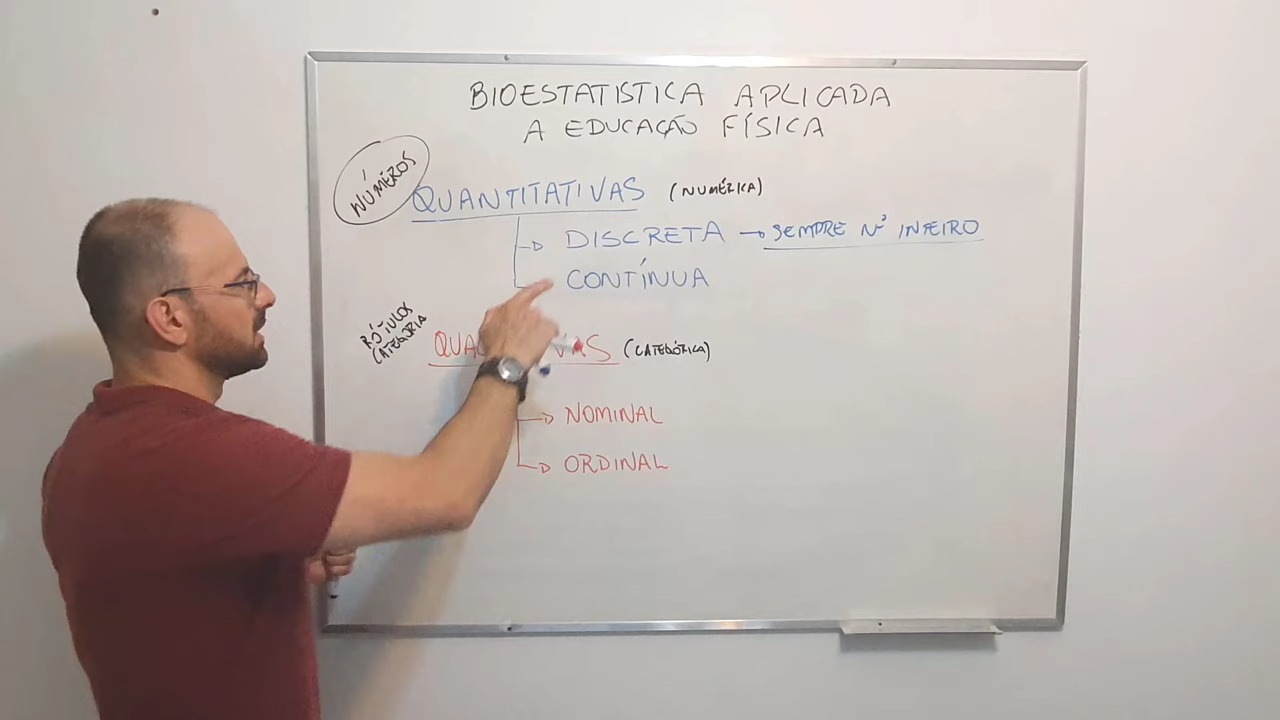 BIOESTATISTICA APLICADA
A EDUCAÇÃO FÍSICA
NÚMEROS
QUANTITATIVAS (NUMÉRICA)
DISCRETA → SEMPRE Nº INTEIRO
CONTÍNUA
RÓTULOS
CATEGORIA
(CATEGÓRICA)
NOMINAL
ORDINAL